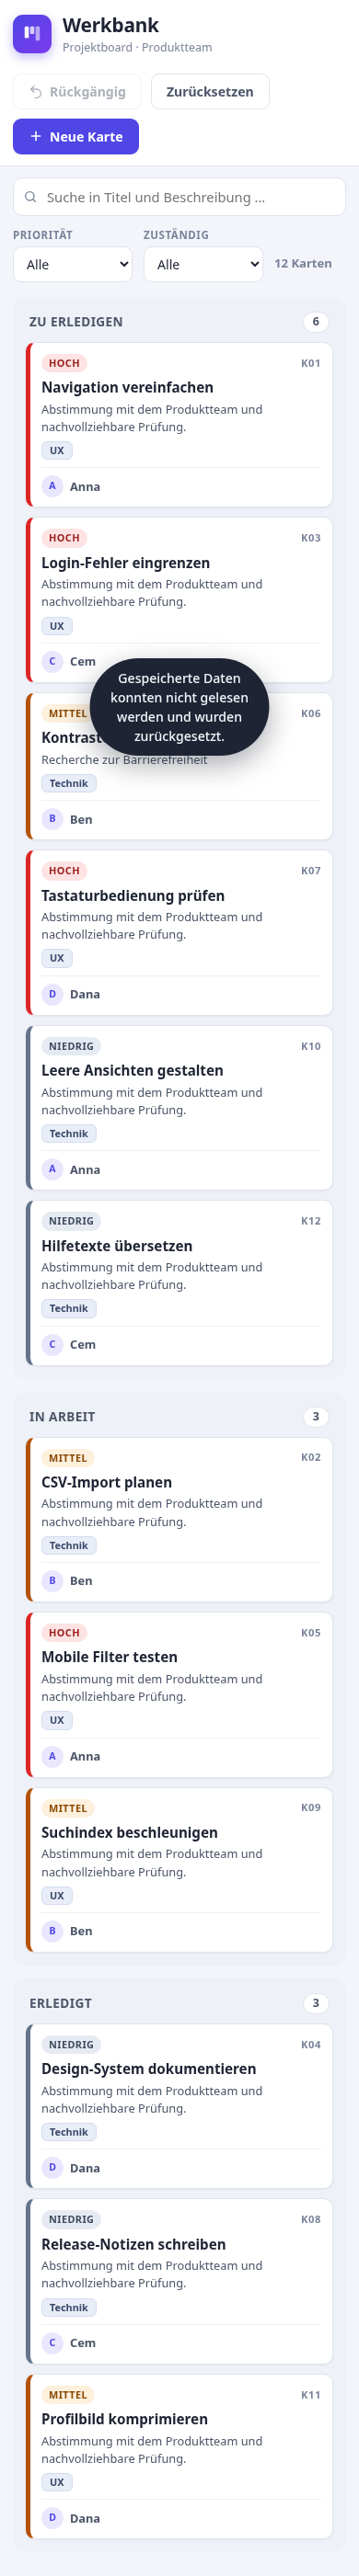 Werkbank
Projektboard · Produktteam
Rückgängig
Zurücksetzen
Neue Karte
Suche in Titel und Beschreibung ...
PRIORITÄT
ZUSTÄNDIG
Alle
Alle
12 Karten
ZU ERLEDIGEN
6
HOCH
K01
Navigation vereinfachen
Abstimmung mit dem Produktteam und
nachvollziehbare Prüfung.
UX
A
Anna
HOCH
K03
Login-Fehler eingrenzen
Abstimmung mit dem Produktteam und
nachvollziehbare Prüfung.
UX
C
Cem
Gespeicherte Daten
konnten nicht gelesen
werden und wurden
zurückgesetzt.
MITTEL
K06
Recherche zur Barrierefreiheit
Technik
B
Ben
HOCH
K07
Tastaturbedienung prüfen
Abstimmung mit dem Produktteam und
nachvollziehbare Prüfung.
UX
D
Dana
NIEDRIG
K10
Leere Ansichten gestalten
Abstimmung mit dem Produktteam und
nachvollziehbare Prüfung.
Technik
A
Anna
NIEDRIG
K12
Hilfetexte übersetzen
Abstimmung mit dem Produktteam und
nachvollziehbare Prüfung.
Technik
C
Cem
IN ARBEIT
3
MITTEL
K02
CSV-Import planen
Abstimmung mit dem Produktteam und
nachvollziehbare Prüfung.
Technik
B
Ben
HOCH
K05
Mobile Filter testen
Abstimmung mit dem Produktteam und
nachvollziehbare Prüfung.
UX
A
Anna
MITTEL
K09
Suchindex beschleunigen
Abstimmung mit dem Produktteam und
nachvollziehbare Prüfung.
UX
B
Ben
ERLEDIGT
3
NIEDRIG
K04
Design-System dokumentieren
Abstimmung mit dem Produktteam und
nachvollziehbare Prüfung.
Technik
D
Dana
NIEDRIG
K08
Release-Notizen schreiben
Abstimmung mit dem Produktteam und
nachvollziehbare Prüfung.
Technik
C
Cem
MITTEL
K11
Profilbild komprimieren
Abstimmung mit dem Produktteam und
nachvollziehbare Prüfung.
UX
D
Dana